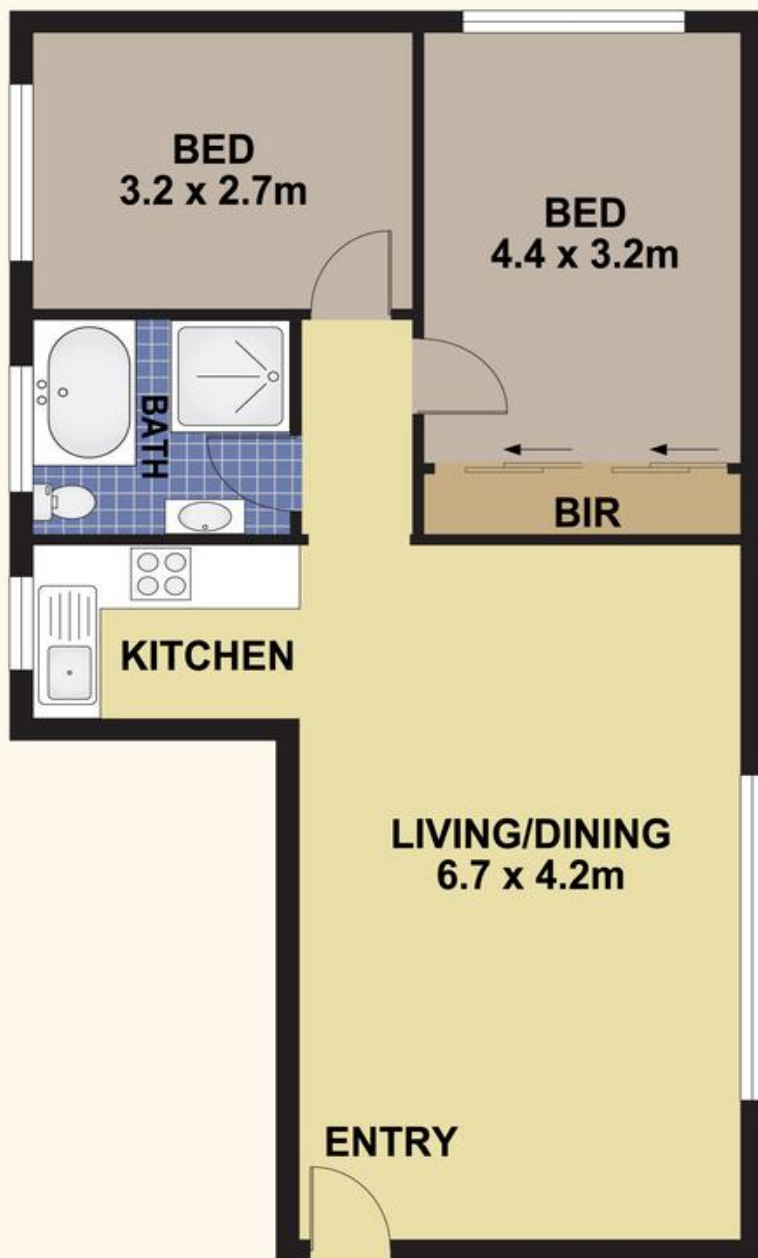 BED
3.2 x 2.7m
BED
4.4 x 3.2m
BATH
BIR
KITCHEN
LIVING/DINING
6.7 x 4.2m
ENTRY